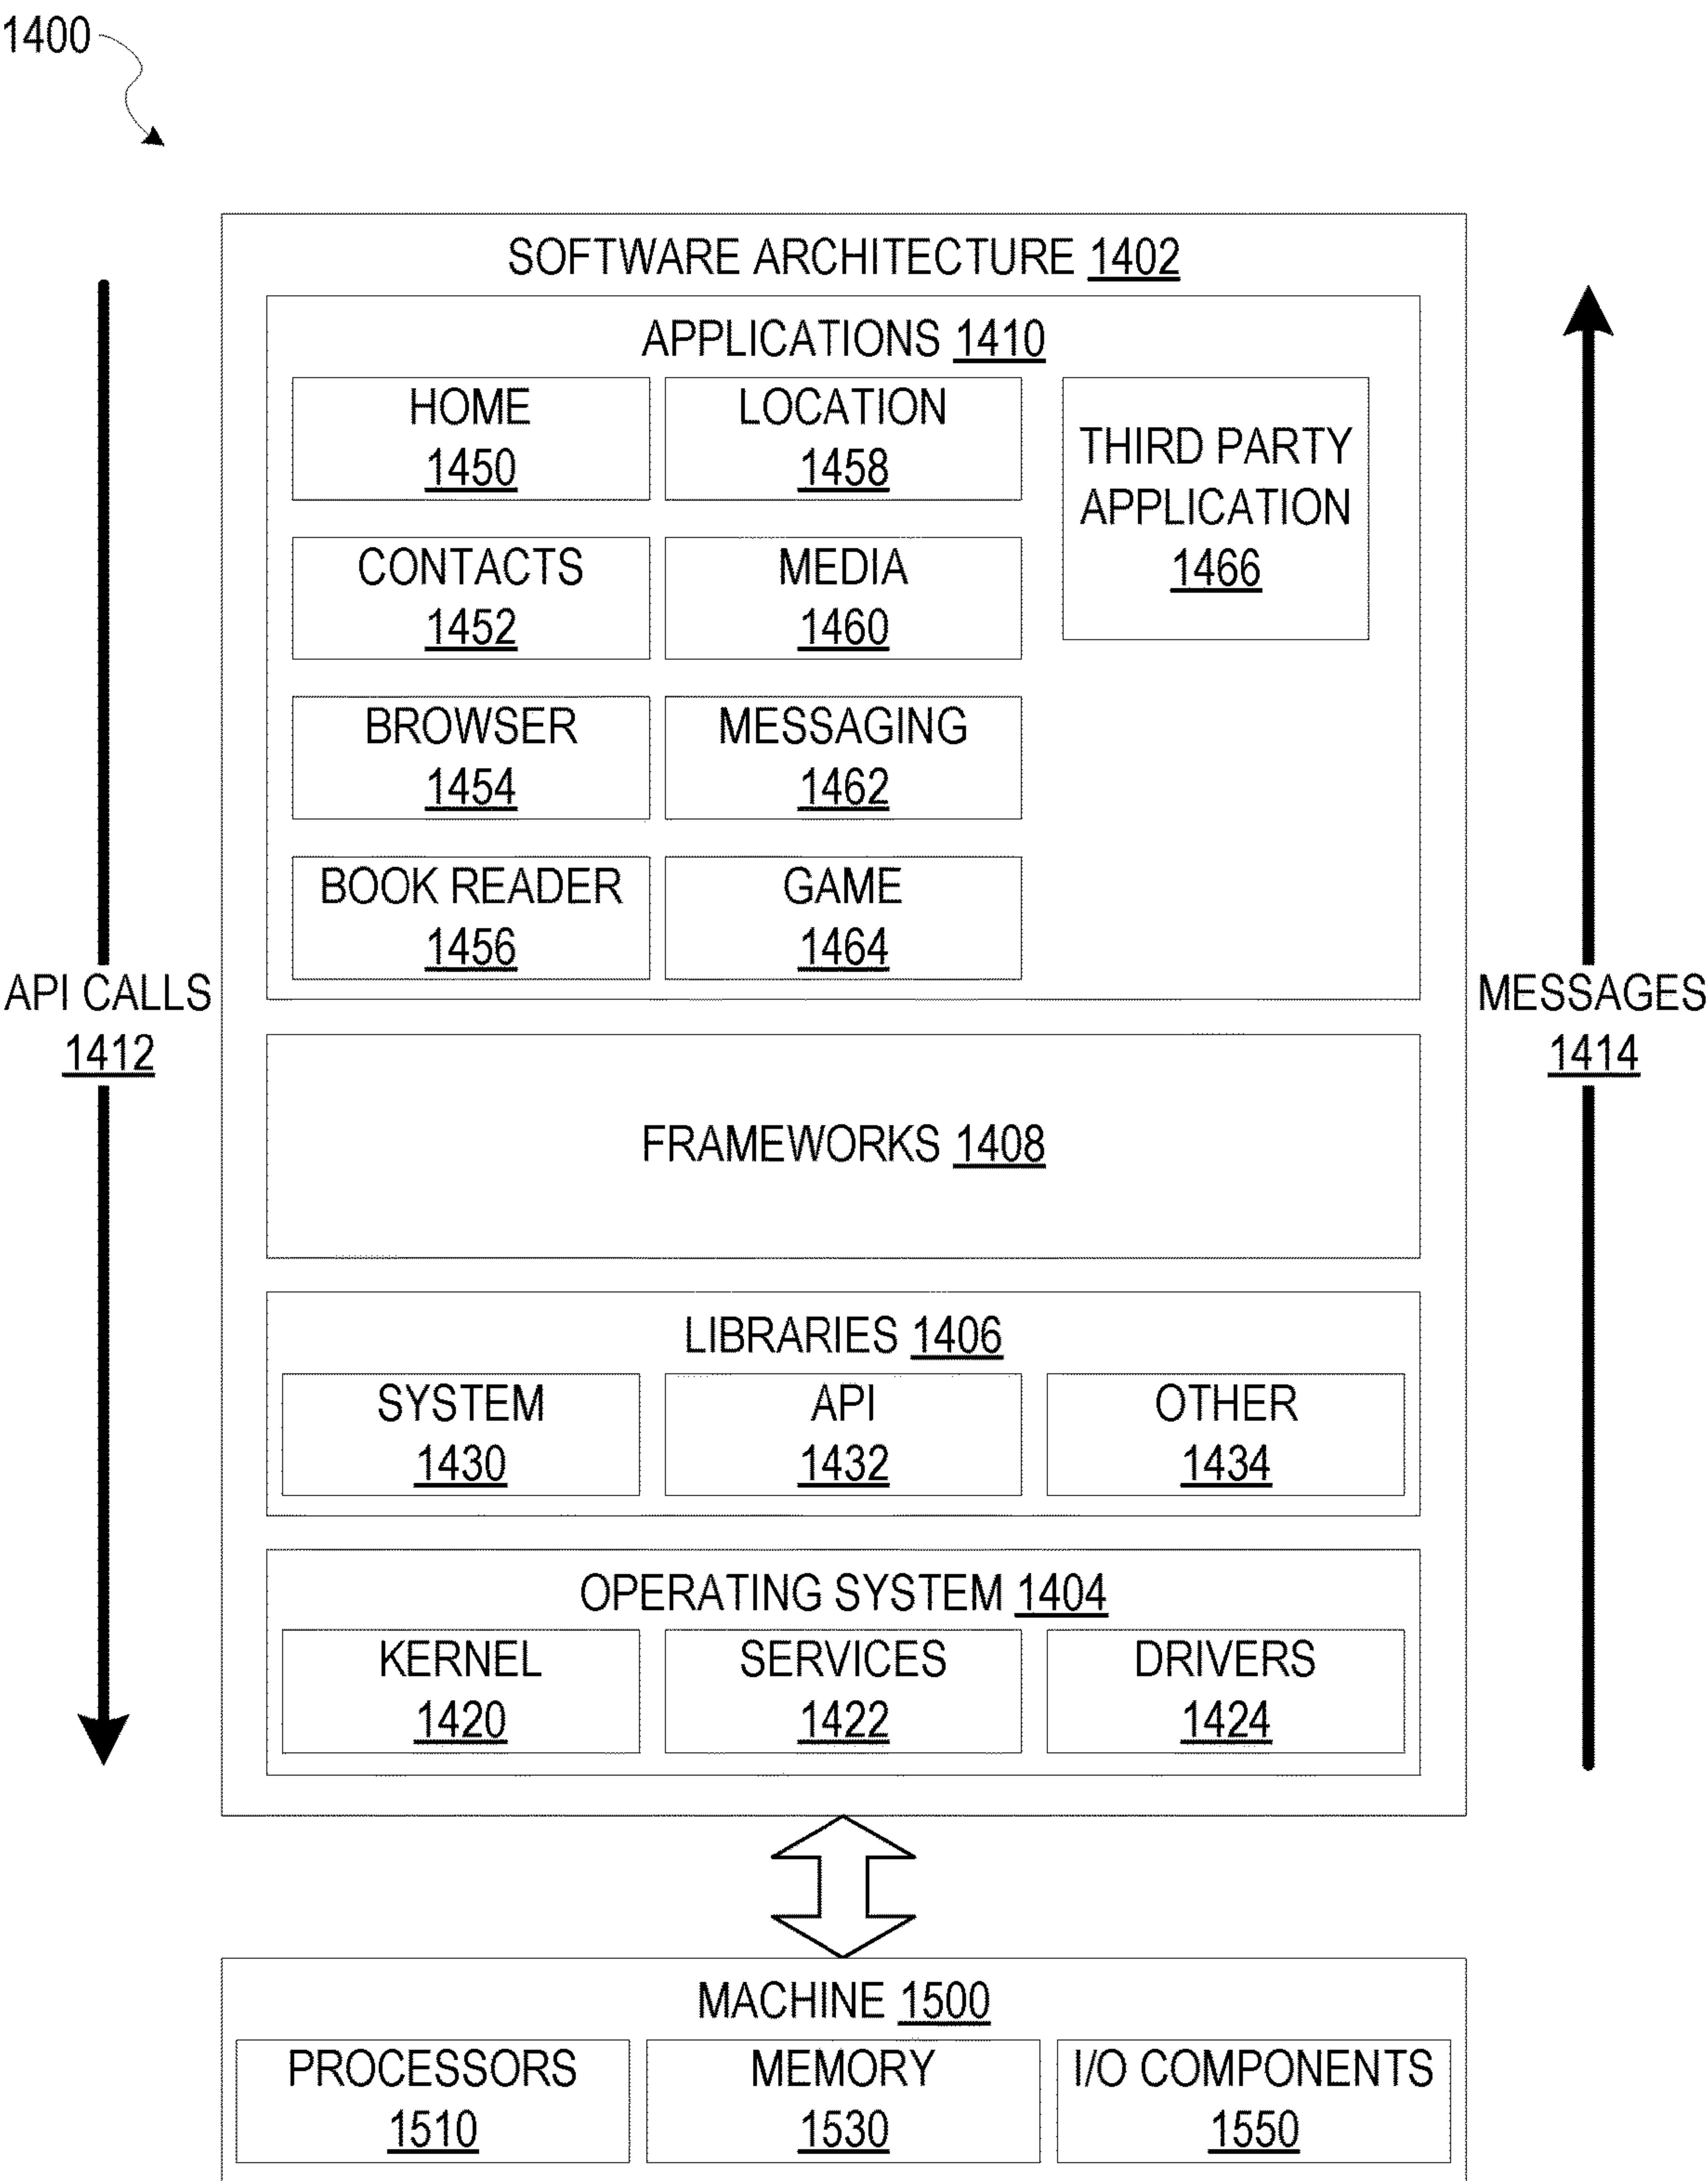 1400
SOFTWARE ARCHITECTURE 1402
APPLICATIONS 1410
HOME
1450
LOCATION
1458
THIRD PARTY
APPLICATION
1466
CONTACTS
1452
MEDIA
1460
BROWSER
1454
MESSAGING
1462
BOOK READER
1456
GAME
1464
API CALLS
1412
MESSAGES
1414
FRAMEWORKS 1408
LIBRARIES 1406
SYSTEM
1430
API
1432
OTHER
1434
OPERATING SYSTEM 1404
KERNEL
1420
SERVICES
1422
DRIVERS
1424
MACHINE 1500
PROCESSORS
1510
MEMORY
1530
I/O COMPONENTS
1550